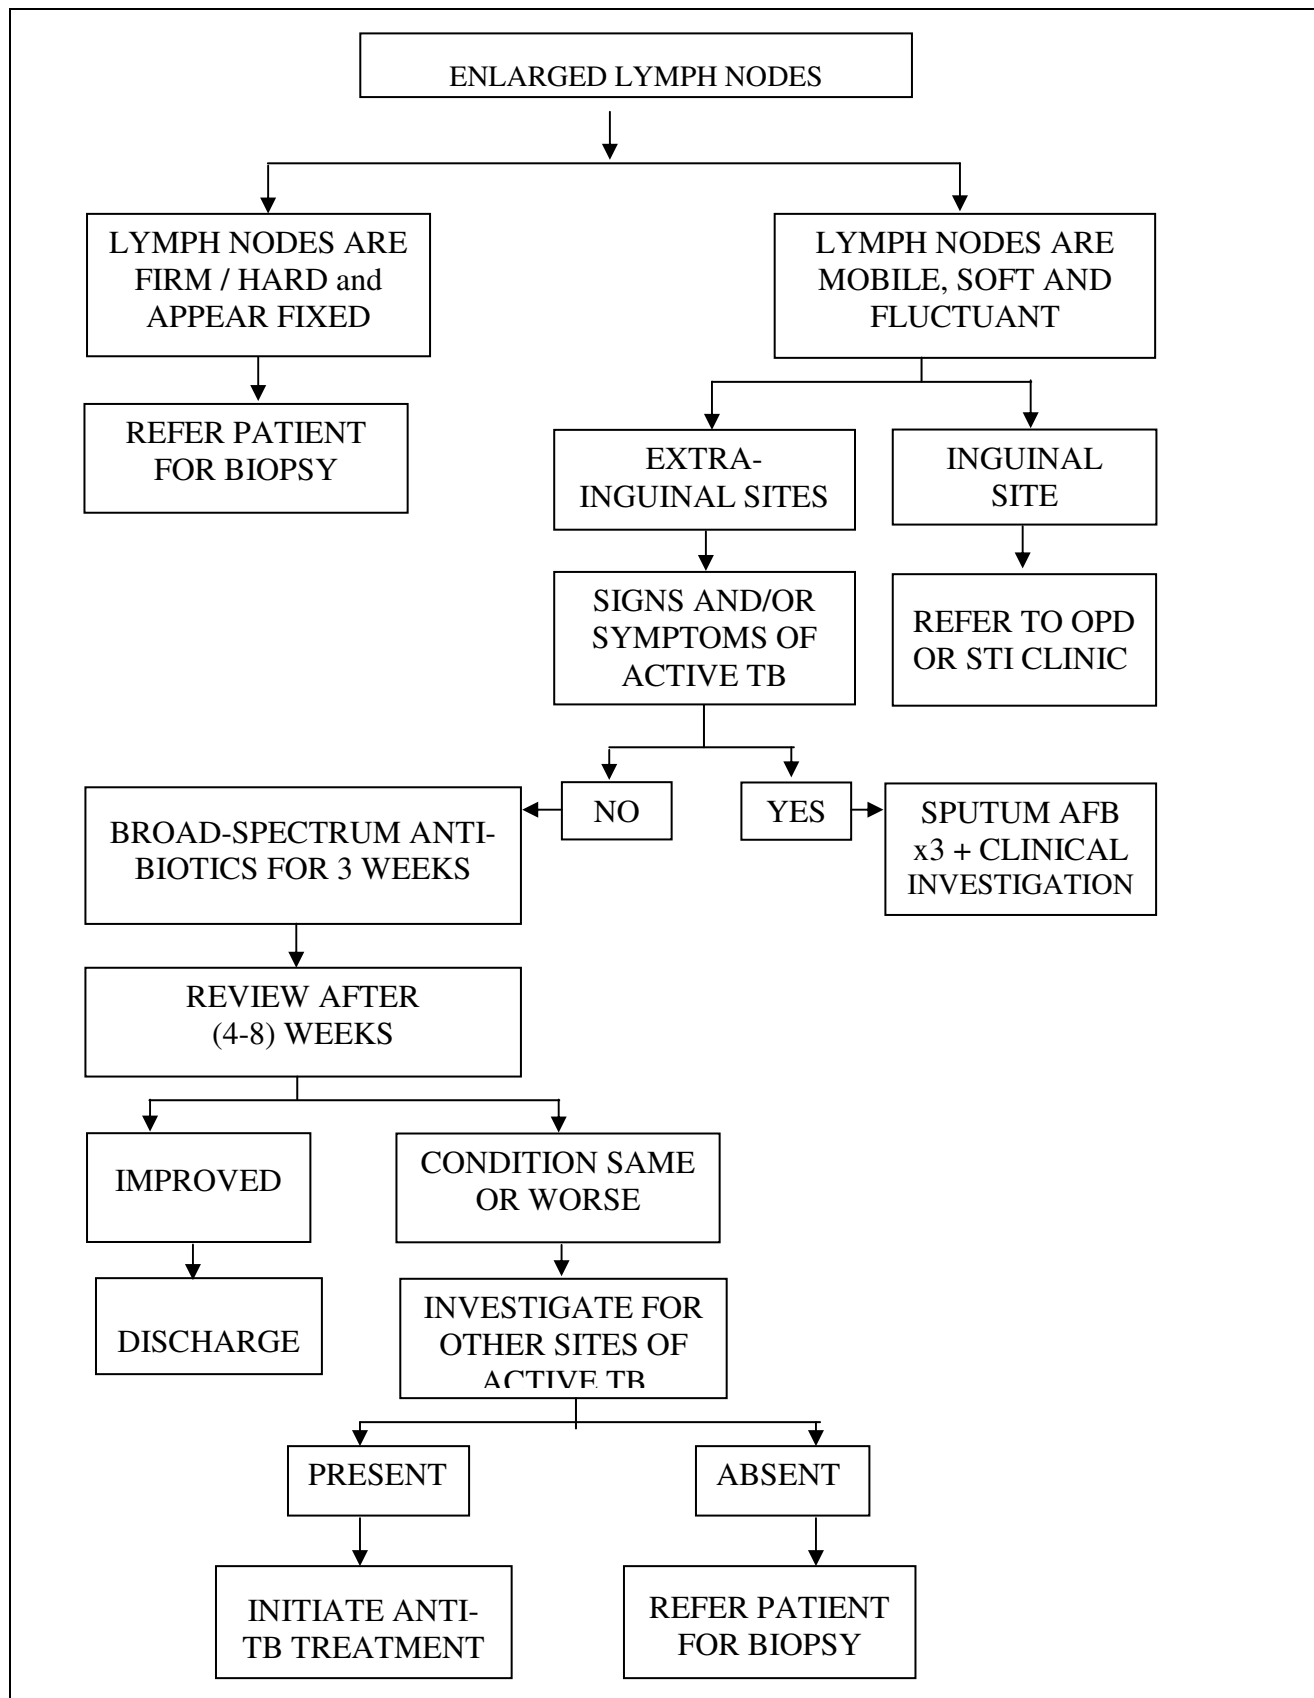 ENLARGED LYMPH NODES
LYMPH NODES ARE
FIRM / HARD and
APPEAR FIXED
LYMPH NODES ARE
MOBILE, SOFT AND
FLUCTUANT
REFER PATIENT
FOR BIOPSY
EXTRA-
INGUINAL SITES
INGUINAL
SITE
SIGNS AND/OR
SYMPTOMS OF
ACTIVE TB
REFER TO OPD
OR STI CLINIC
NO
YES
BROAD-SPECTRUM ANTI-
BIOTICS FOR 3 WEEKS
SPUTUM AFB
x3 + CLINICAL
INVESTIGATION
REVIEW AFTER
(4-8) WEEKS
IMPROVED
CONDITION SAME
OR WORSE
DISCHARGE
INVESTIGATE FOR
OTHER SITES OF
ACTIVE TB
PRESENT
ABSENT
INITIATE ANTI-
TB TREATMENT
REFER PATIENT
FOR BIOPSY